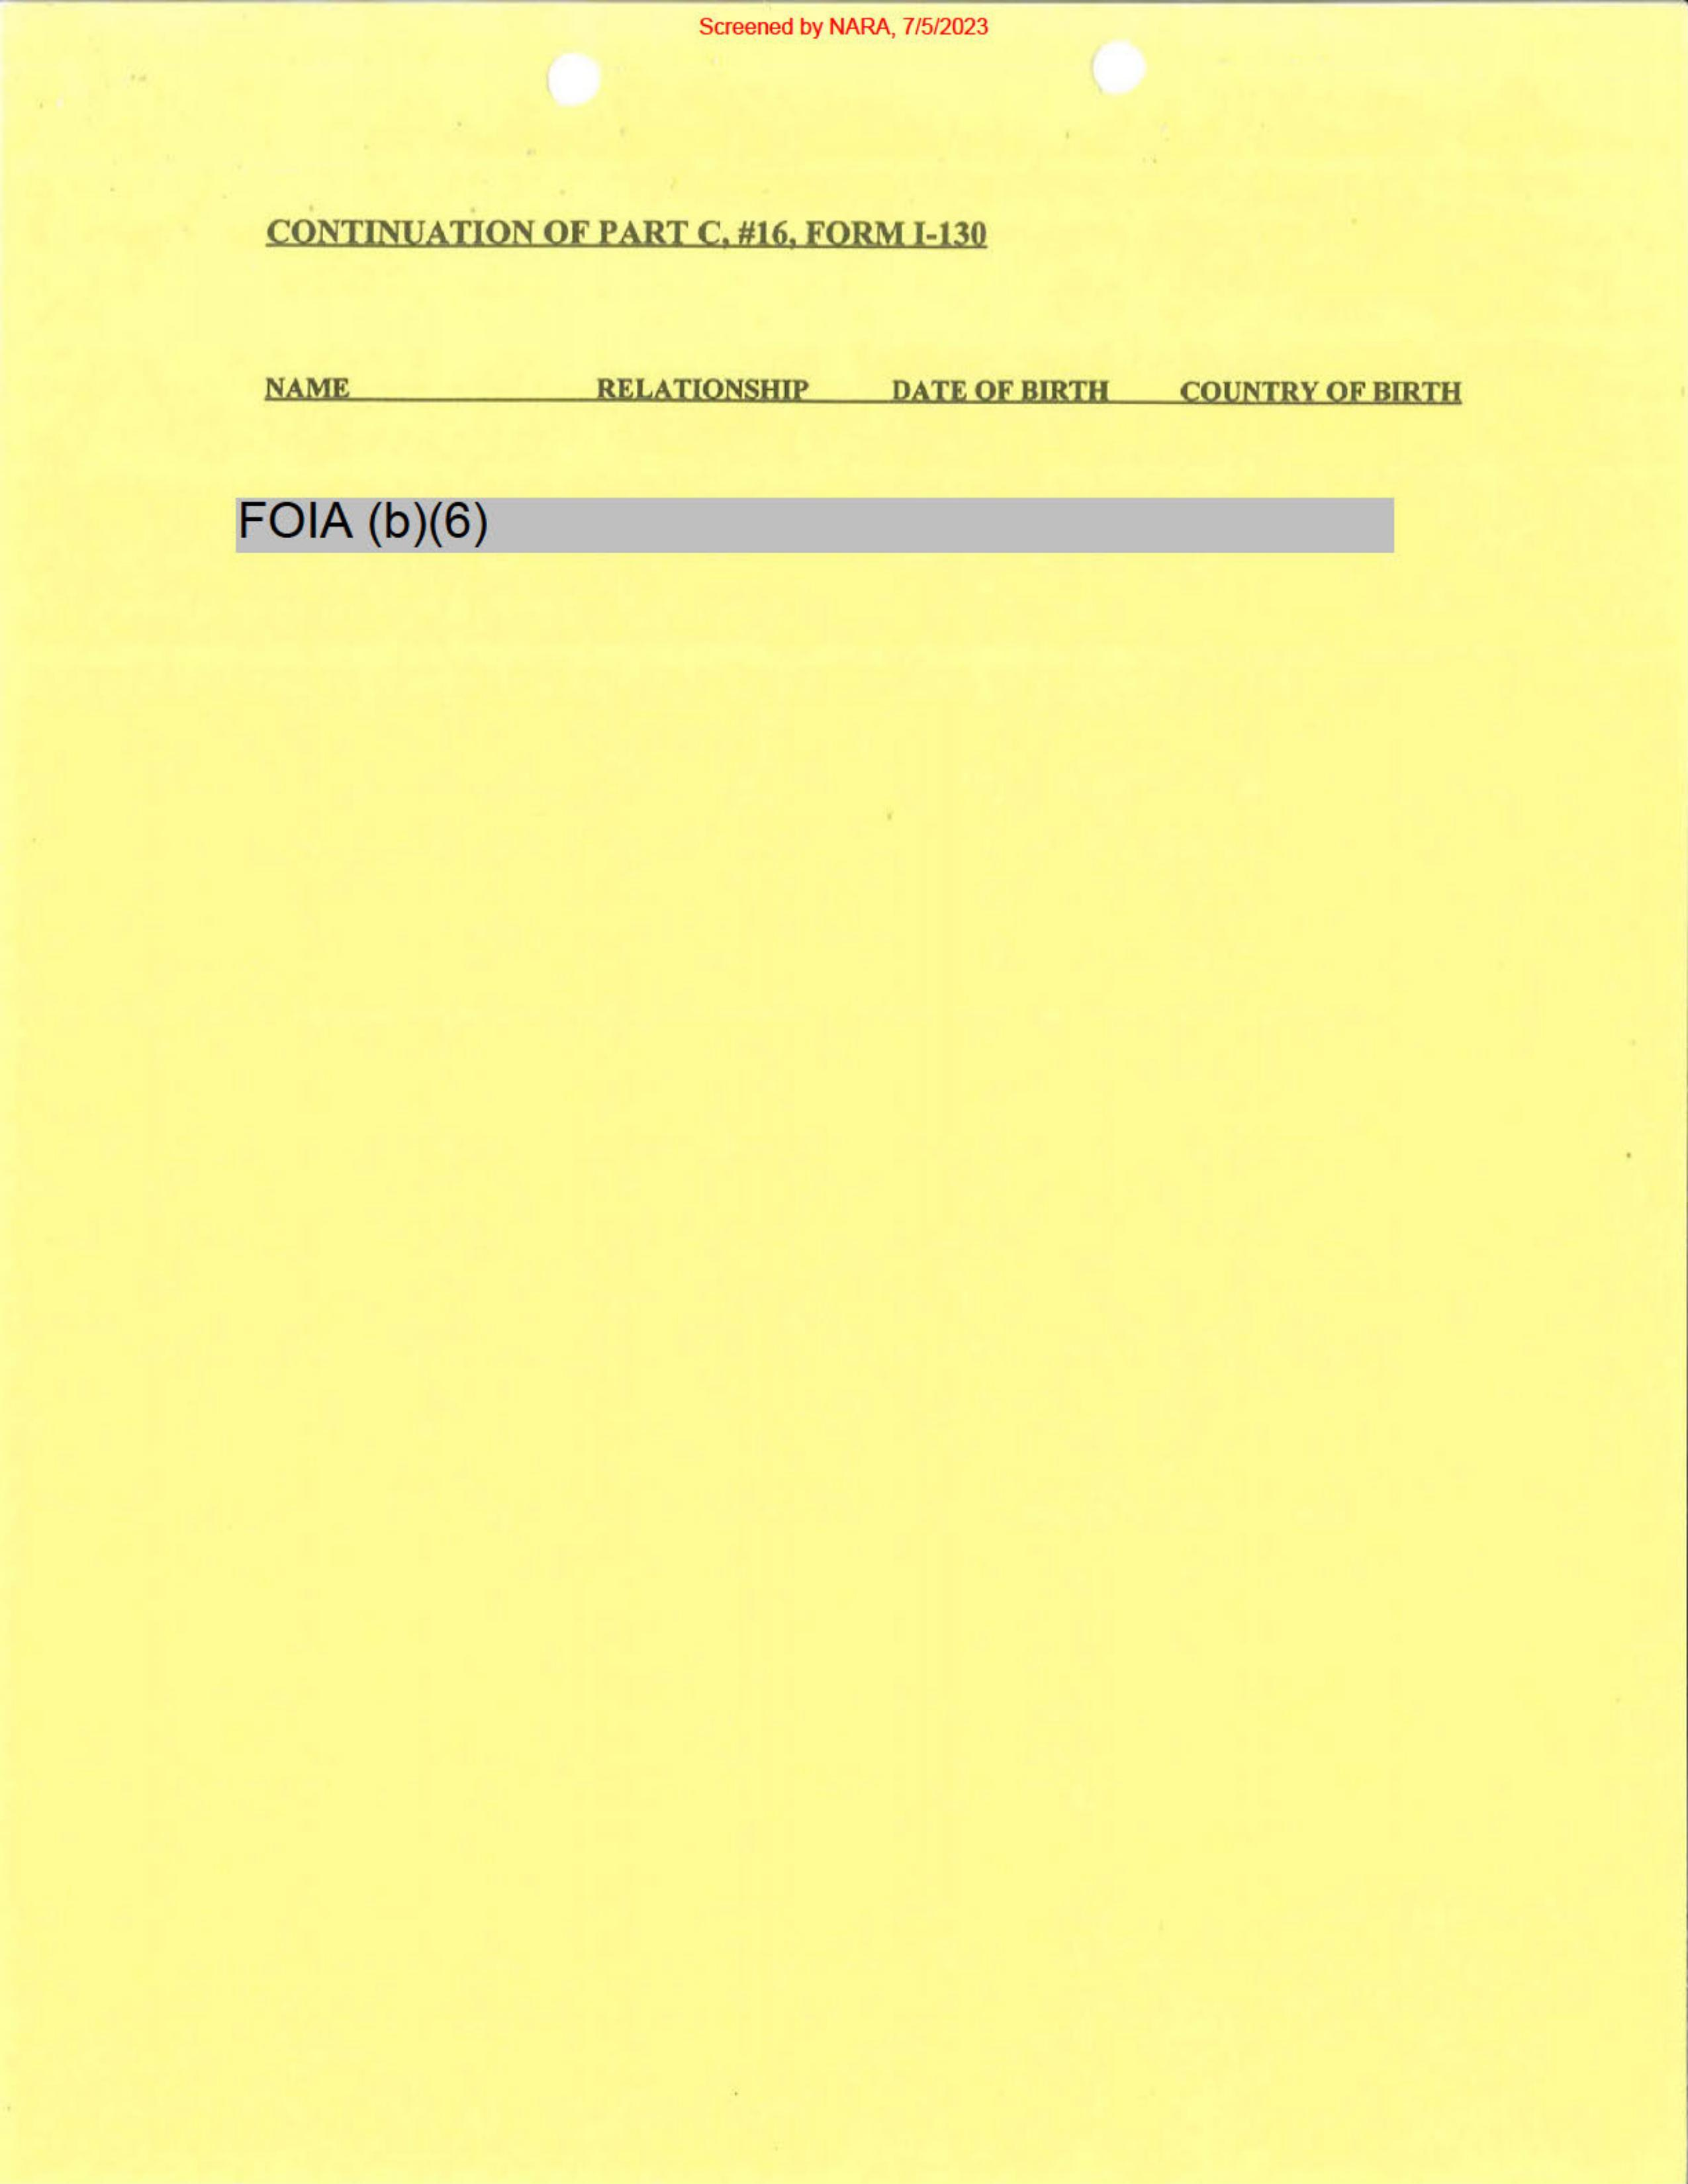 Screened by NARA, 7/5/2023
CONTINUATION OF PART C, #16, FORM I-130
NAME RELATIONSHIP DATE OF BIRTH COUNTRY OF BIRTH
FOIA (b)(6)